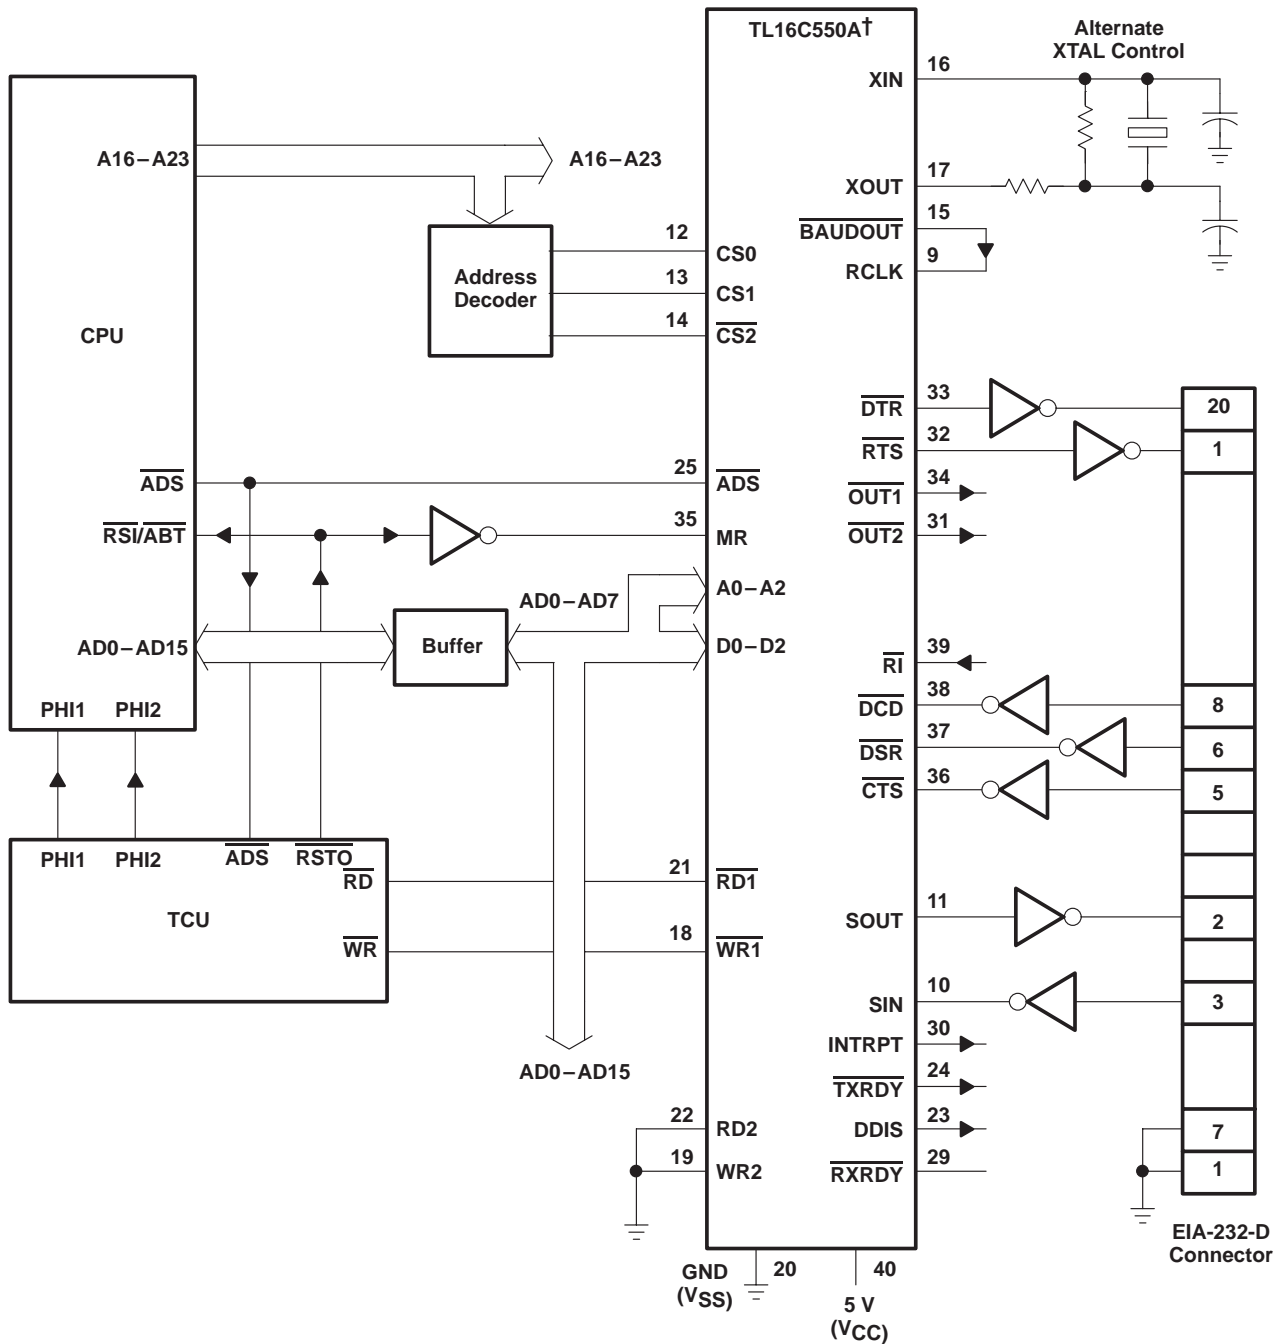 TL16C550A†
Alternate
XTAL Control
XIN
16
A16–A23
A16–A23
XOUT
17
BAUDOUT
15
RCLK
9
Address
Decoder
12
CS0
13
CS1
14
CS2
CPU
DTR
33
20
RTS
32
1
OUT1
34
OUT2
31
ADS
25
ADS
RSI/ABT
35
MR
AD0–AD7
A0–A2
AD0–AD15
Buffer
D0–D2
RI
39
DCD
38
8
DSR
37
6
CTS
36
5
PHI1
PHI2
PHI1
PHI2
ADS
RSTO
RD
21
RD1
TCU
WR
18
WR1
SOUT
11
2
SIN
10
3
INTRPT
30
TXRDY
24
DDIS
23
RXRDY
29
AD0–AD15
22
RD2
19
WR2
7
1
EIA-232-D
Connector
GND
(VSS)
20
40
5 V
(VCC)